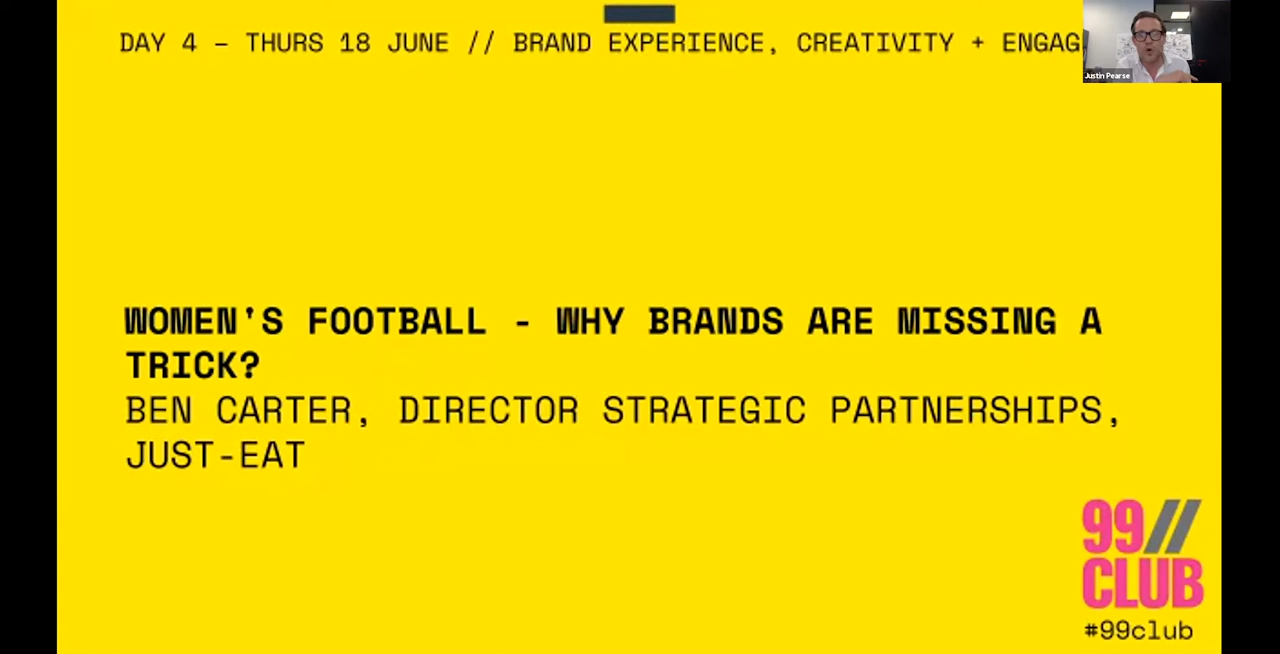 DAY 4 – THURS 18 JUNE // BRAND EXPERIENCE, CREATIVITY + ENGAG
Justin Pearse
WOMEN'S FOOTBALL - WHY BRANDS ARE MISSING A
TRICK?
BEN CARTER, DIRECTOR STRATEGIC PARTNERSHIPS,
JUST-EAT
99//
CLUB
#99club